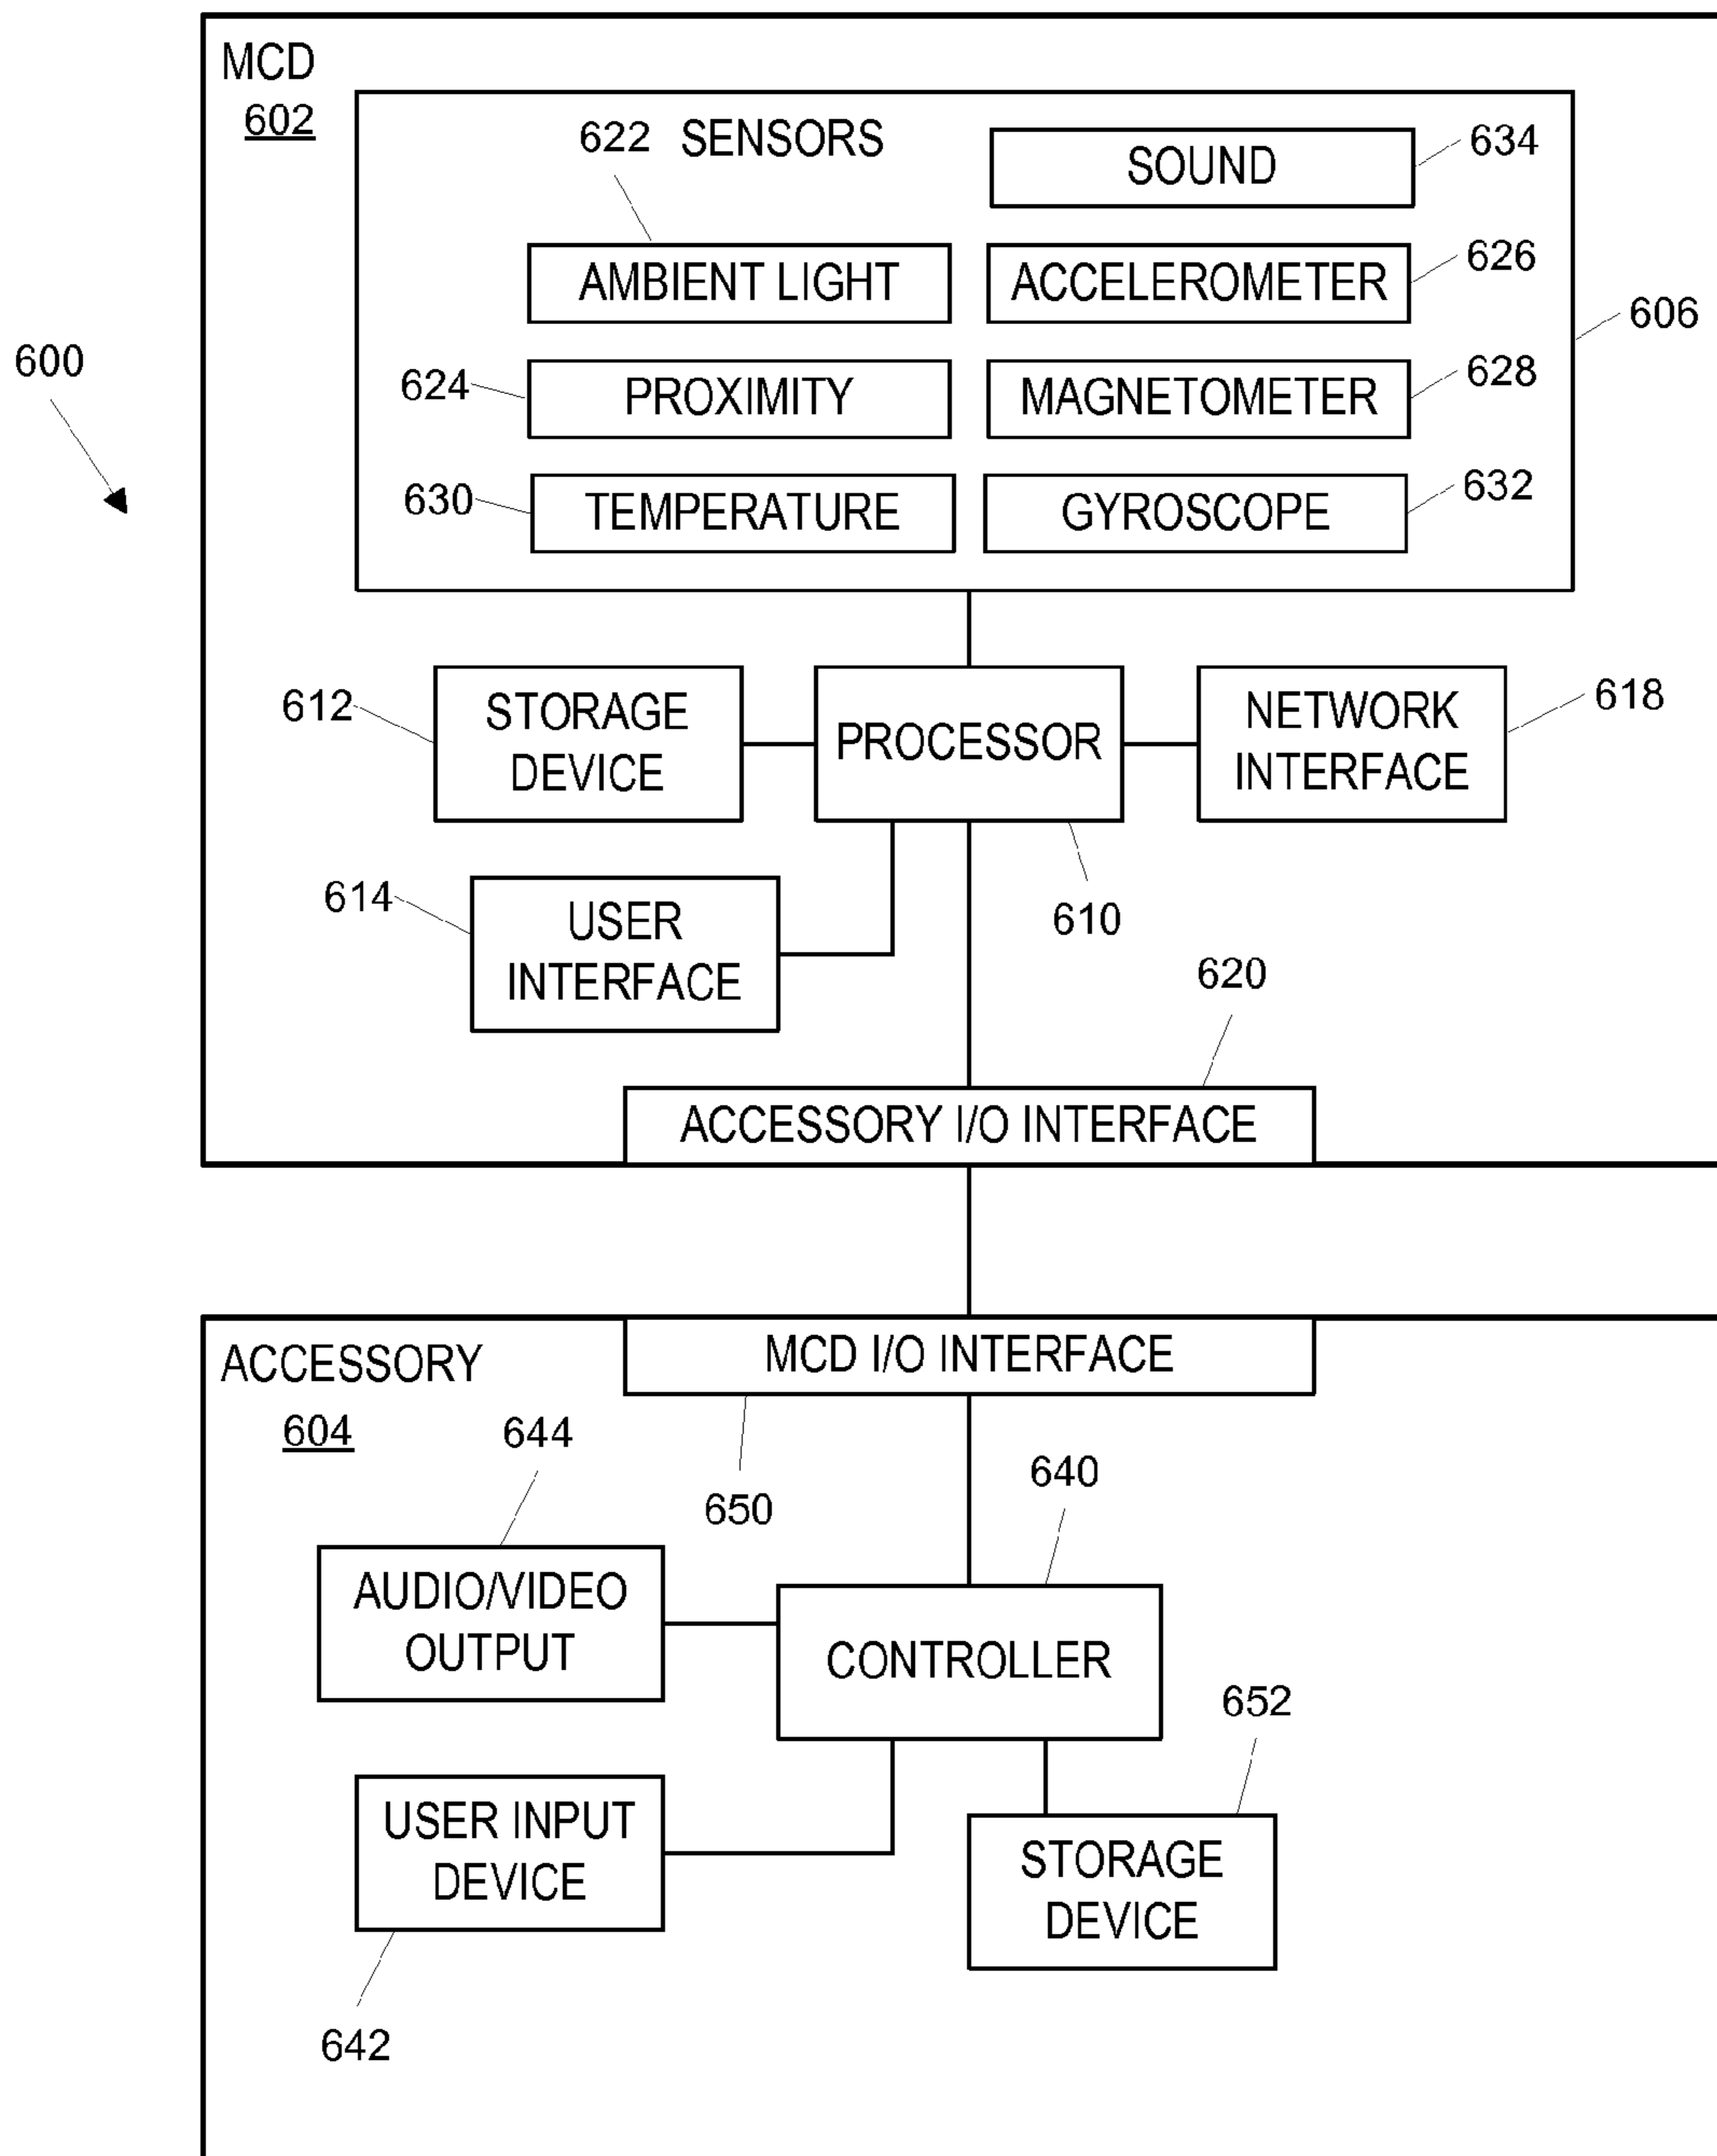 MCD
602
622 SENSORS
SOUND
634
AMBIENT LIGHT
ACCELEROMETER
626
606
600
624
PROXIMITY
MAGNETOMETER
628
630
TEMPERATURE
GYROSCOPE
632
612
STORAGE
DEVICE
PROCESSOR
NETWORK
INTERFACE
618
614
USER
INTERFACE
610
620
ACCESSORY I/O INTERFACE
MCD I/O INTERFACE
ACCESSORY
604
644
650
640
AUDIO/VIDEO
OUTPUT
CONTROLLER
652
USER INPUT
DEVICE
STORAGE
DEVICE
642